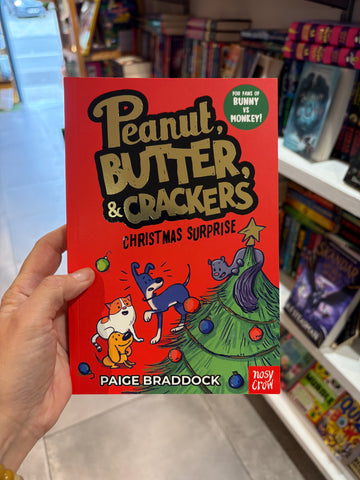 FOR FANS OF
BUNNY
VS
MONKEY!
Peanut,
BUTTER,
& CRACKERS
CHRISTMAS SURPRISE
PAIGE BRADDOCK
nosy
crow